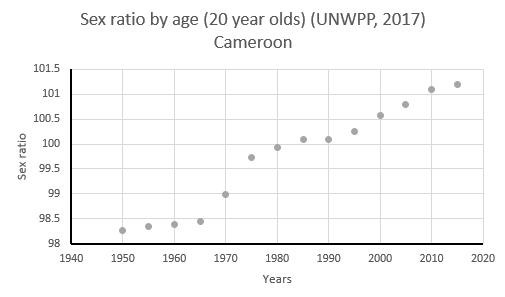 Sex ratio by age (20 year olds) (UNWPP, 2017)
Cameroon
101.5
101
100.5
100
99.5
99
98.5
98
Sex ratio
1940 1950 1960 1970 1980 1990 2000 2010 2020
Years